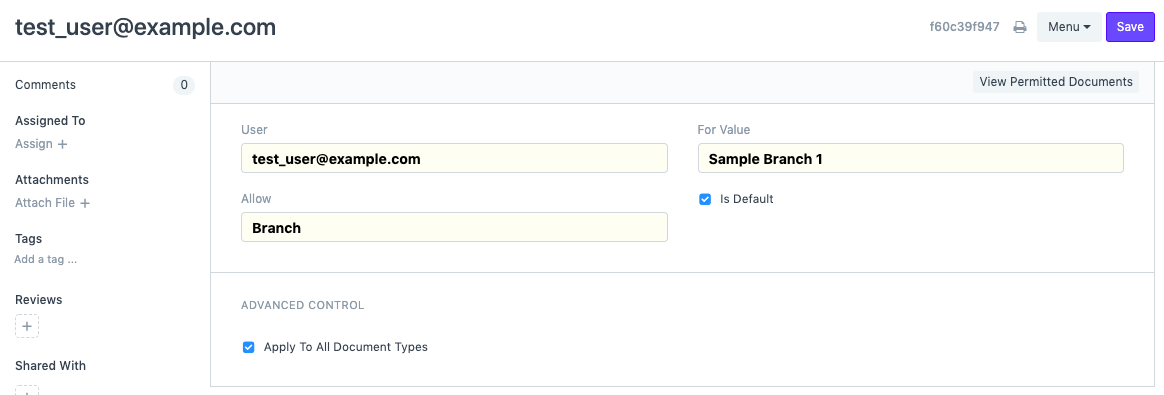 test_user@example.com
f60c39f947
Menu
Save
Comments
0
Assigned To
Assign +
Attachments
Attach File +
Tags
Add a tag ...
Reviews
+
Shared With
View Permitted Documents
User
test_user@example.com
Allow
Branch
For Value
Sample Branch 1
Is Default
ADVANCED CONTROL
Apply To All Document Types